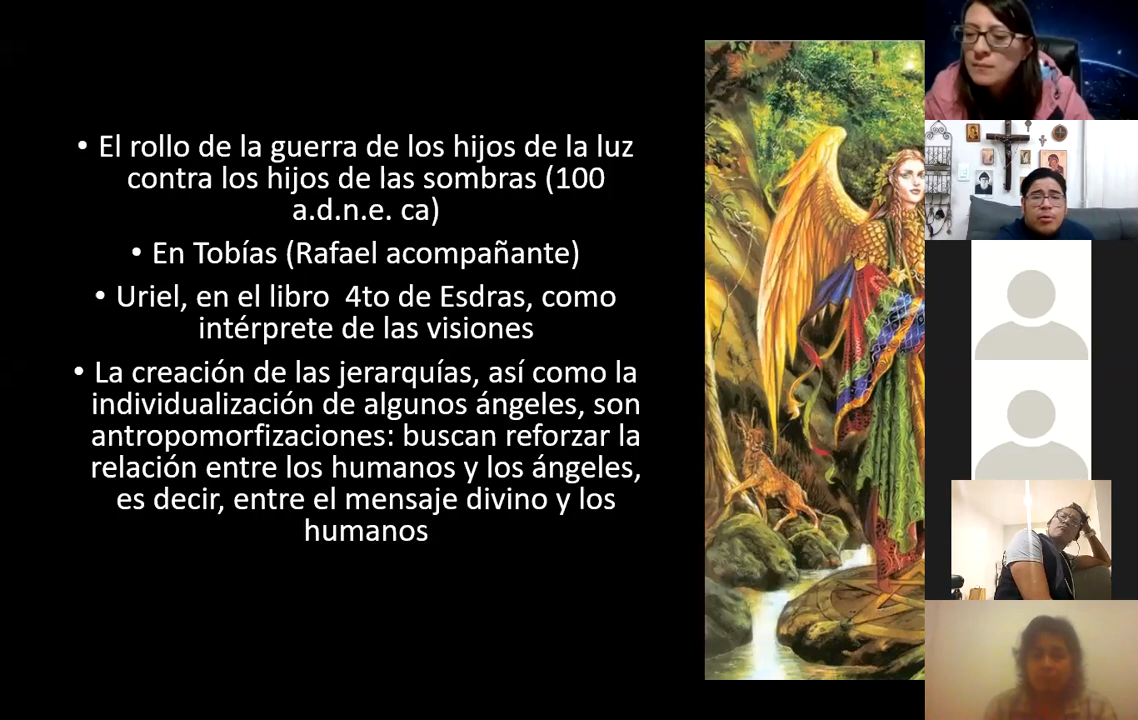 • El rollo de la guerra de los hijos de la luz
contra los hijos de las sombras (100
a.d.n.e. ca)
• En Tobías (Rafael acompañante)
• Uriel, en el libro 4to de Esdras, como
intérprete de las visiones
• La creación de las jerarquías, así como la
individualización de algunos ángeles, son
antropomorfizaciones: buscan reforzar la
relación entre los humanos y los ángeles,
es decir, entre el mensaje divino y los
humanos